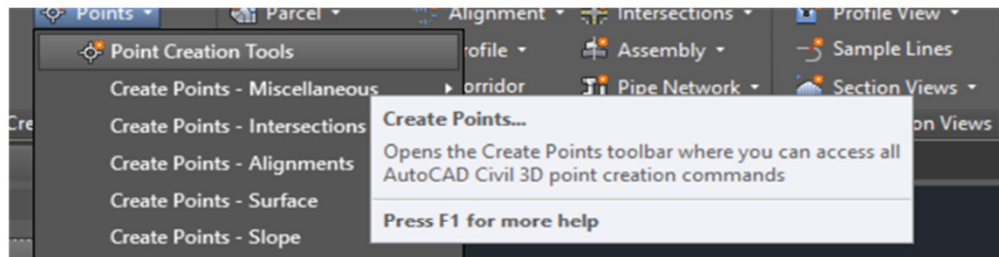 Points Parcel Alignment Intersections Profile View
Point Creation Tools
rofile Assembly Sample Lines
Create Points - Miscellaneous
orridor Pipe Network Section Views
Cre
Create Points - Intersections
Create Points...
on Views
Opens the Create Points toolbar where you can access all
AutoCAD Civil 3D point creation commands
Create Points - Alignments
Create Points - Surface
Press F1 for more help
Create Points - Slope